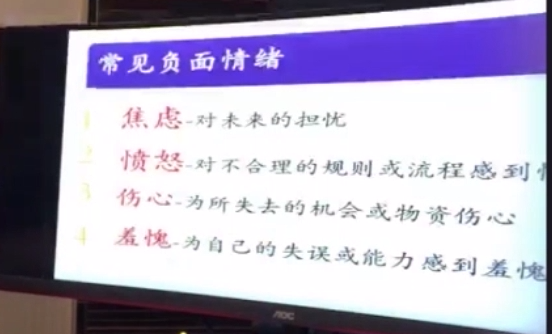 常见负面情绪
1 焦虑-对未来的担忧
2 愤怒-对不合理的规则或流程感到
3 伤心-为所失去的机会或物资伤心
4 羞愧-为自己的失误或能力感到羞愧
AOC